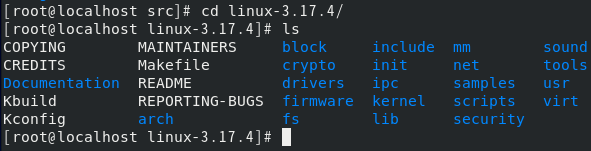 [root@localhost src]# cd linux-3.17.4/
[root@localhost linux-3.17.4]# ls
COPYING        MAINTAINERS     block     include  mm        sound
CREDITS        Makefile        crypto    init     net       tools
Documentation  README          drivers   ipc      samples   usr
Kbuild         REPORTING-BUGS  firmware  kernel   scripts   virt
Kconfig        arch            fs        lib      security
[root@localhost linux-3.17.4]#